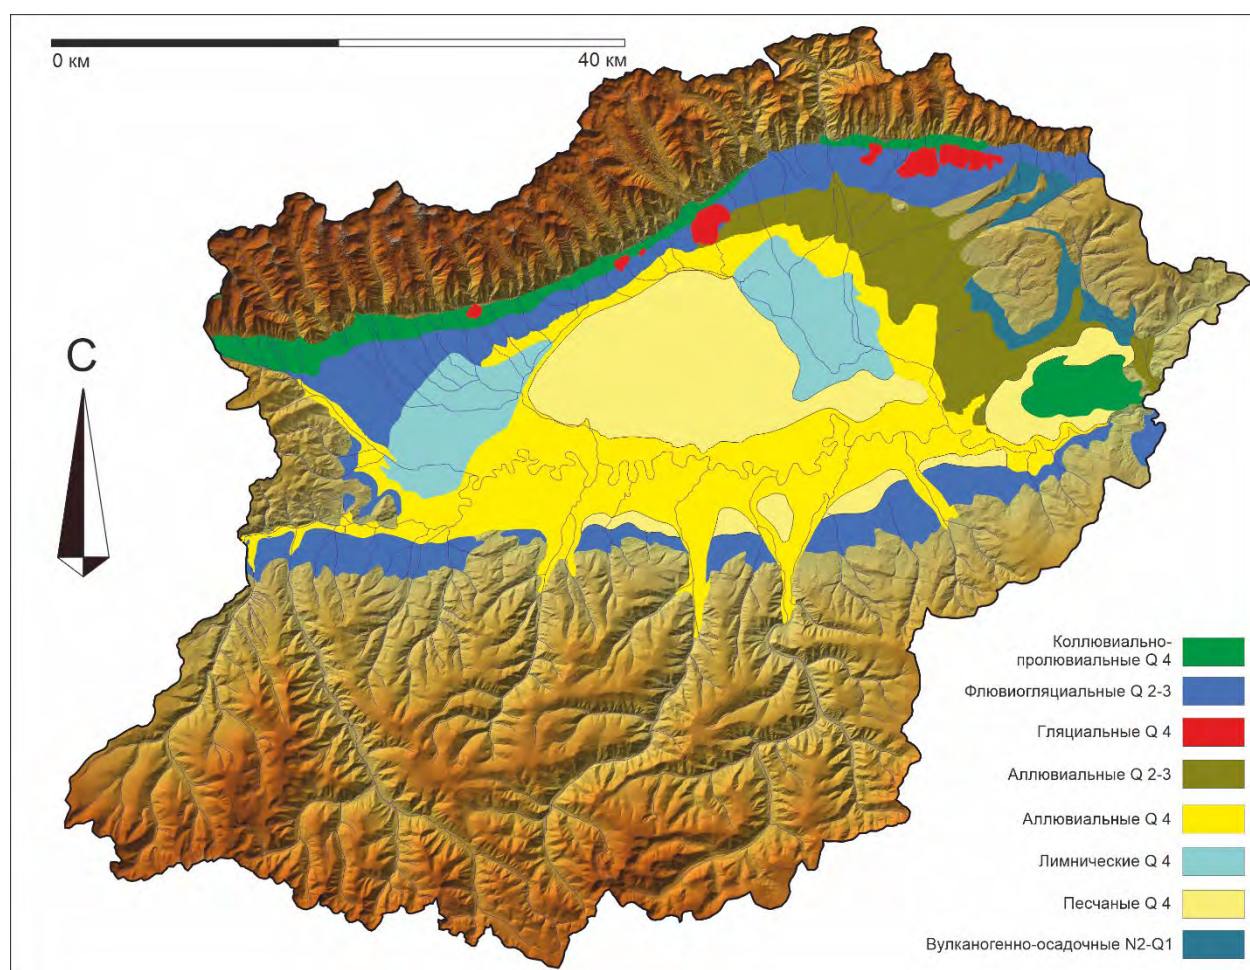 0 км
40 км
С
Коллювиально-
пролювиальные Q 4
Флювиогляциальные Q 2-3
Гляциальные Q 4
Аллювиальные Q 2-3
Аллювиальные Q 4
Лимнические Q 4
Песчаные Q 4
Вулканогенно-осадочные N2-Q1